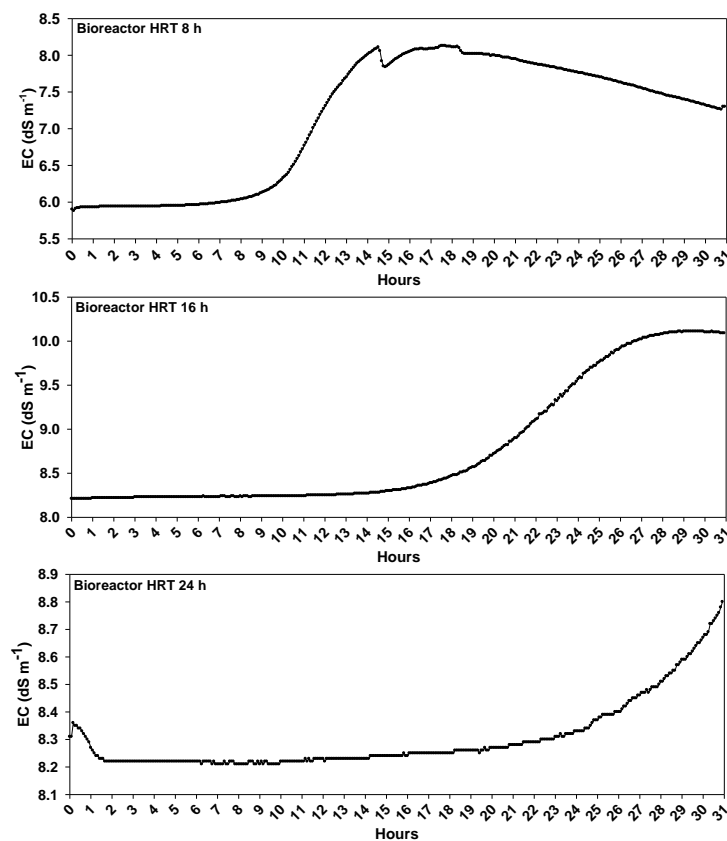 Bioreactor HRT 8 h
EC (dS m⁻¹)
8.5
8.0
7.5
7.0
6.5
6.0
5.5
0 1 2 3 4 5 6 7 8 9 10 11 12 13 14 15 16 17 18 19 20 21 22 23 24 25 26 27 28 29 30 31
Hours
Bioreactor HRT 16 h
EC (dS m⁻¹)
10.5
10.0
9.5
9.0
8.5
8.0
0 1 2 3 4 5 6 7 8 9 10 11 12 13 14 15 16 17 18 19 20 21 22 23 24 25 26 27 28 29 30 31
Hours
Bioreactor HRT 24 h
EC (dS m⁻¹)
8.9
8.8
8.7
8.6
8.5
8.4
8.3
8.2
8.1
0 1 2 3 4 5 6 7 8 9 10 11 12 13 14 15 16 17 18 19 20 21 22 23 24 25 26 27 28 29 30 31
Hours